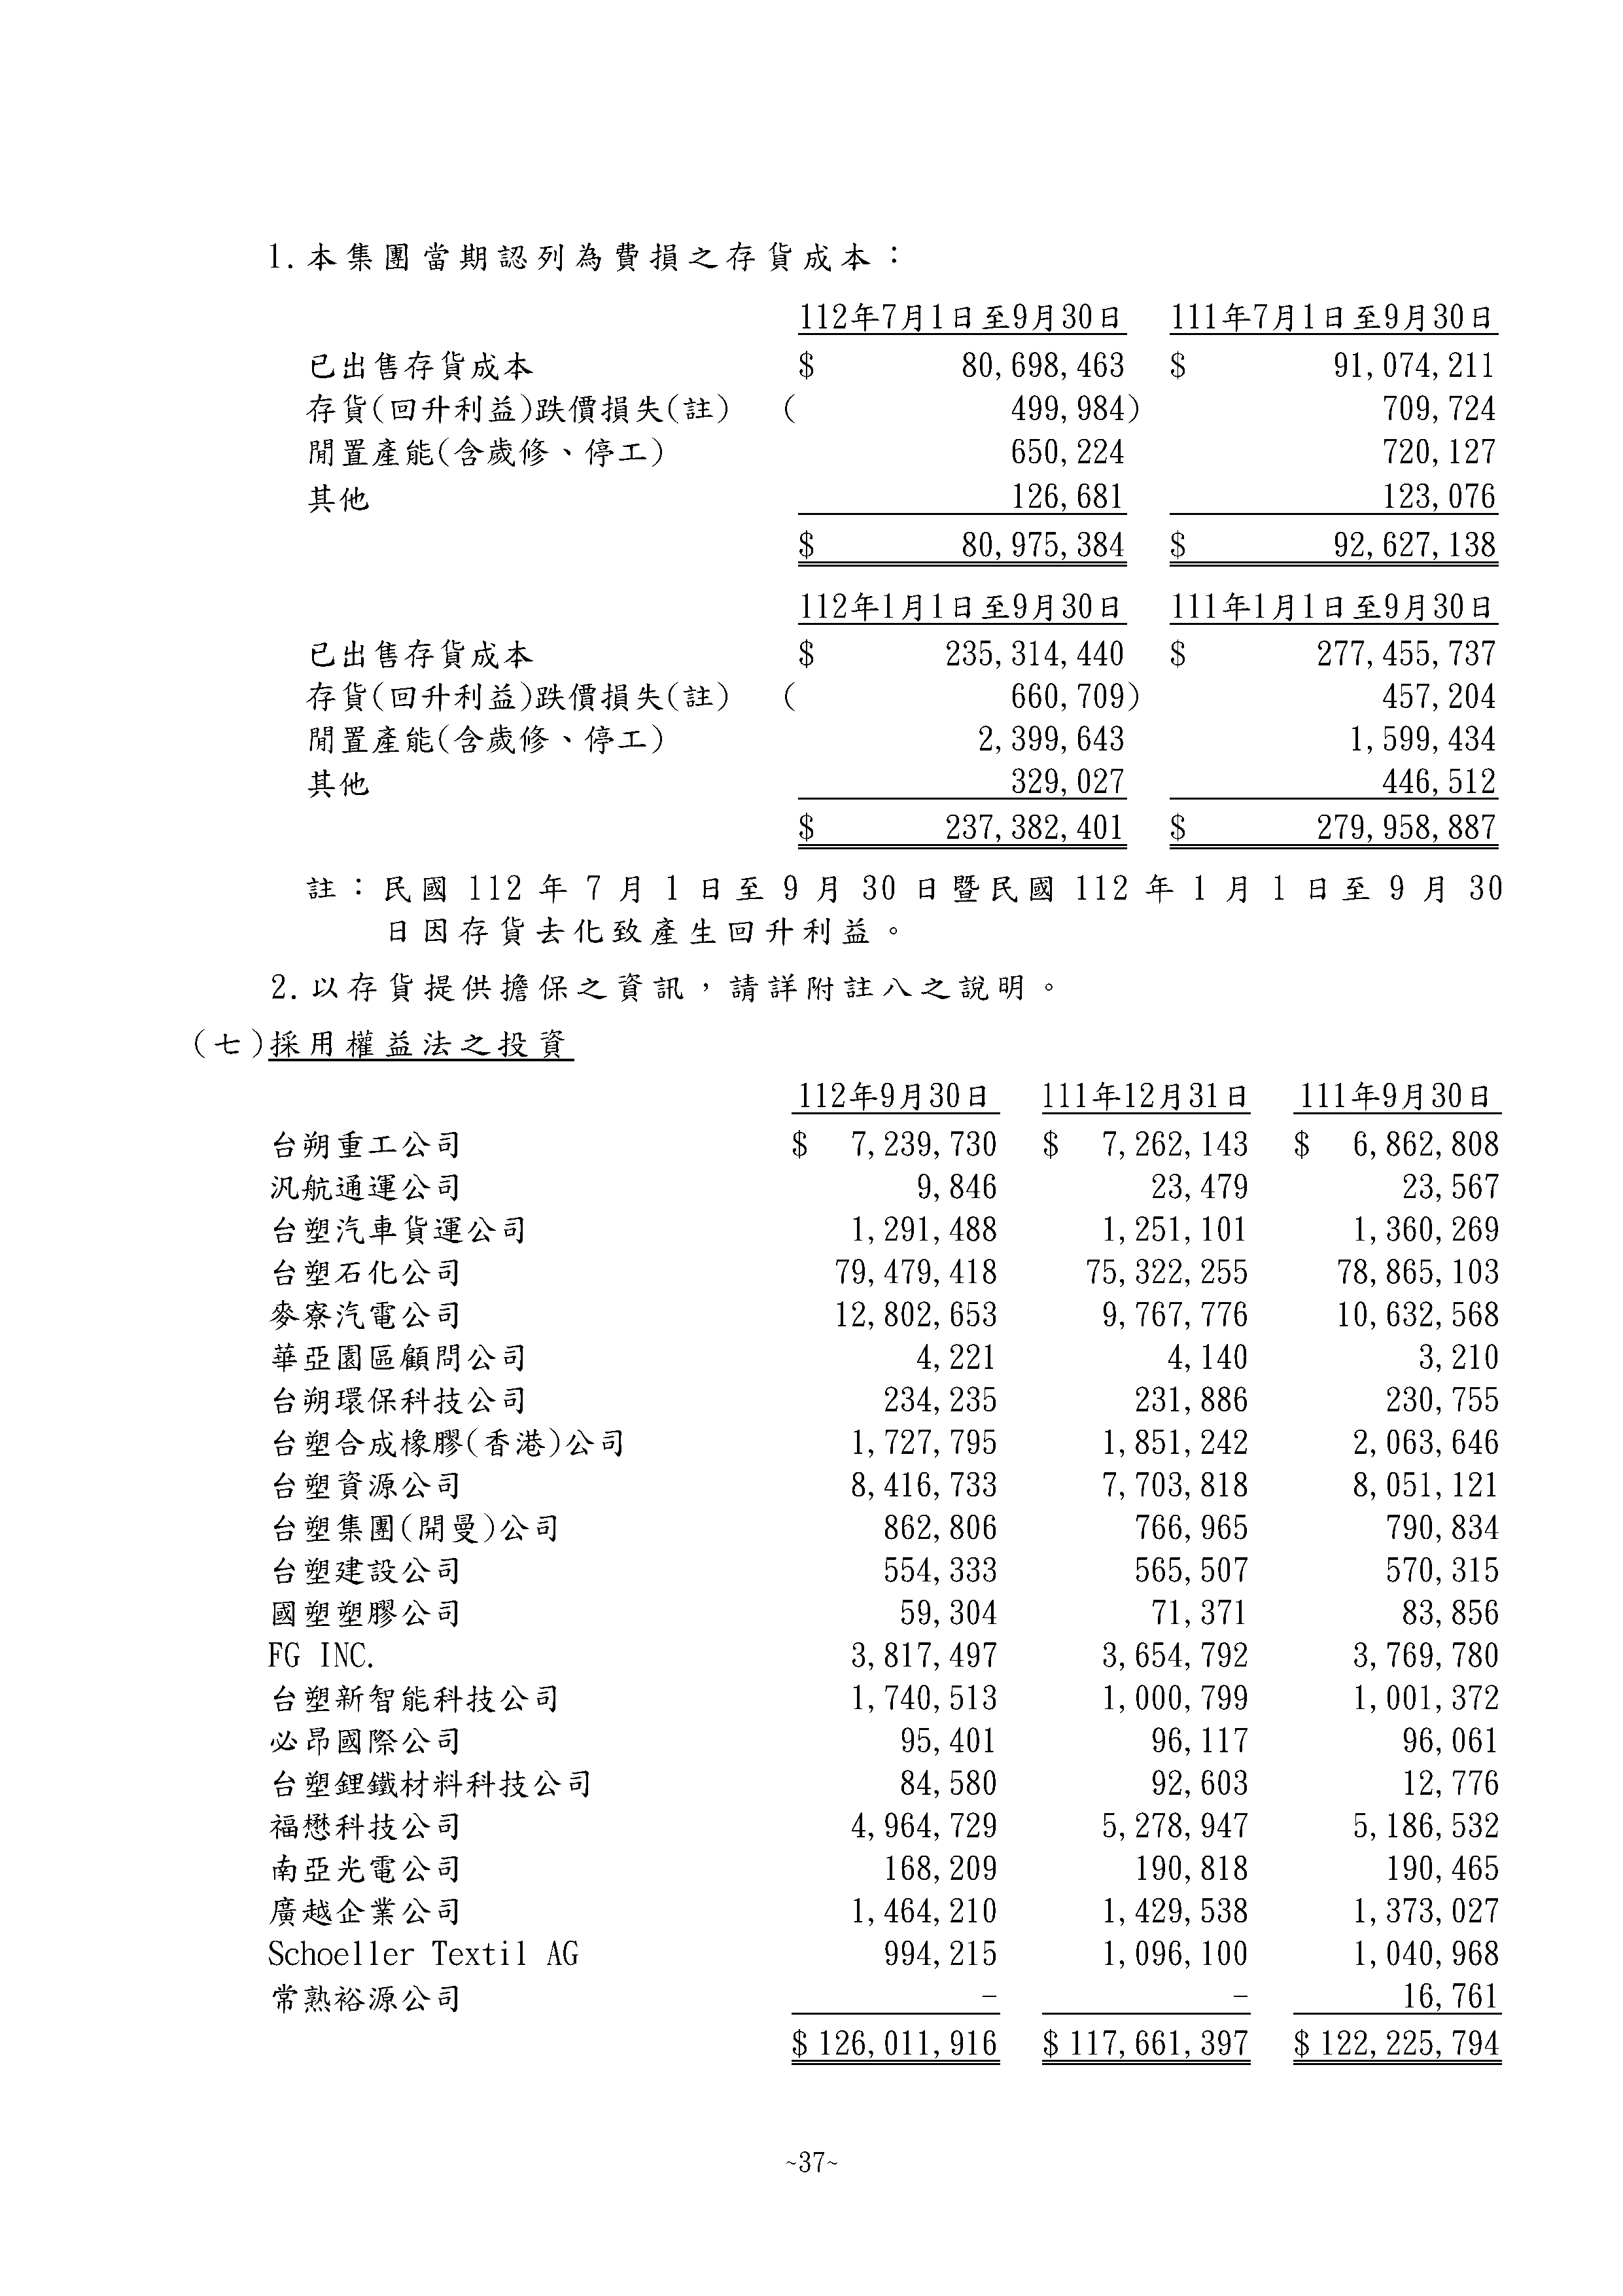 1.本集團當期認列為費損之存貨成本：
112年7月1日至9月30日 111年7月1日至9月30日
已出售存貨成本 $ 80,698,463 $ 91,074,211
存貨(回升利益)跌價損失(註) ( 499,984) 709,724
閒置產能(含歲修、停工) 650,224 720,127
其他 126,681 123,076
$ 80,975,384 $ 92,627,138
112年1月1日至9月30日 111年1月1日至9月30日
已出售存貨成本 $ 235,314,440 $ 277,455,737
存貨(回升利益)跌價損失(註) ( 660,709) 457,204
閒置產能(含歲修、停工) 2,399,643 1,599,434
其他 329,027 446,512
$ 237,382,401 $ 279,958,887
註：民國 112 年 7 月 1 日至 9 月 30 日暨民國 112 年 1 月 1 日至 9 月 30
日因存貨去化致產生回升利益。
2.以存貨提供擔保之資訊，請詳附註八之說明。
(七)採用權益法之投資
112年9月30日 111年12月31日 111年9月30日
台朔重工公司 $ 7,239,730 $ 7,262,143 $ 6,862,808
汎航通運公司 9,846 23,479 23,567
台塑汽車貨運公司 1,291,488 1,251,101 1,360,269
台塑石化公司 79,479,418 75,322,255 78,865,103
麥寮汽電公司 12,802,653 9,767,776 10,632,568
華亞園區顧問公司 4,221 4,140 3,210
台朔環保科技公司 234,235 231,886 230,755
台塑合成橡膠(香港)公司 1,727,795 1,851,242 2,063,646
台塑資源公司 8,416,733 7,703,818 8,051,121
台塑集團(開曼)公司 862,806 766,965 790,834
台塑建設公司 554,333 565,507 570,315
國塑塑膠公司 59,304 71,371 83,856
FG INC. 3,817,497 3,654,792 3,769,780
台塑新智能科技公司 1,740,513 1,000,799 1,001,372
必昂國際公司 95,401 96,117 96,061
台塑鋰鐵材料科技公司 84,580 92,603 12,776
福懋科技公司 4,964,729 5,278,947 5,186,532
南亞光電公司 168,209 190,818 190,465
廣越企業公司 1,464,210 1,429,538 1,373,027
Schoeller Textil AG 994,215 1,096,100 1,040,968
常熟裕源公司 - - 16,761
$ 126,011,916 $ 117,661,397 $ 122,225,794
~37~